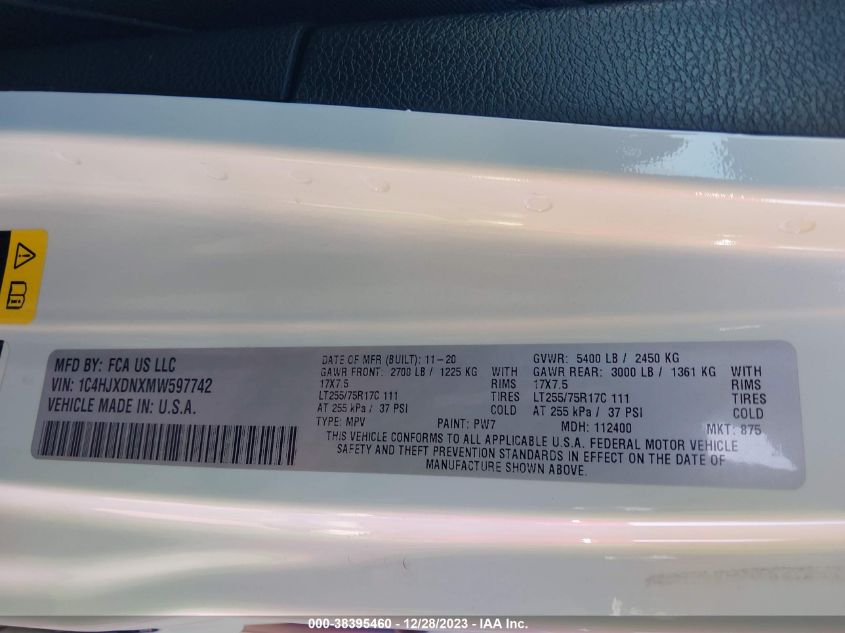 MFD BY: FCA US LLC
VIN: 1C4HJXDNXMW597742
VEHICLE MADE IN: U.S.A.
DATE OF MFR (BUILT): 11-20 GVWR: 5400 LB / 2450 KG
GAWR FRONT: 2700 LB / 1225 KG WITH GAWR REAR: 3000 LB / 1361 KG WITH
17X7.5 RIMS 17X7.5 RIMS
LT255/75R17C 111 TIRES LT255/75R17C 111 TIRES
AT 255 kPa / 37 PSI COLD AT 255 kPa / 37 PSI COLD
TYPE: MPV PAINT: PW7 MDH: 112400 MKT: 875
THIS VEHICLE CONFORMS TO ALL APPLICABLE U.S.A. FEDERAL MOTOR VEHICLE
SAFETY AND THEFT PREVENTION STANDARDS IN EFFECT ON THE DATE OF
MANUFACTURE SHOWN ABOVE.
000-38395460 - 12/28/2023 - IAA Inc.